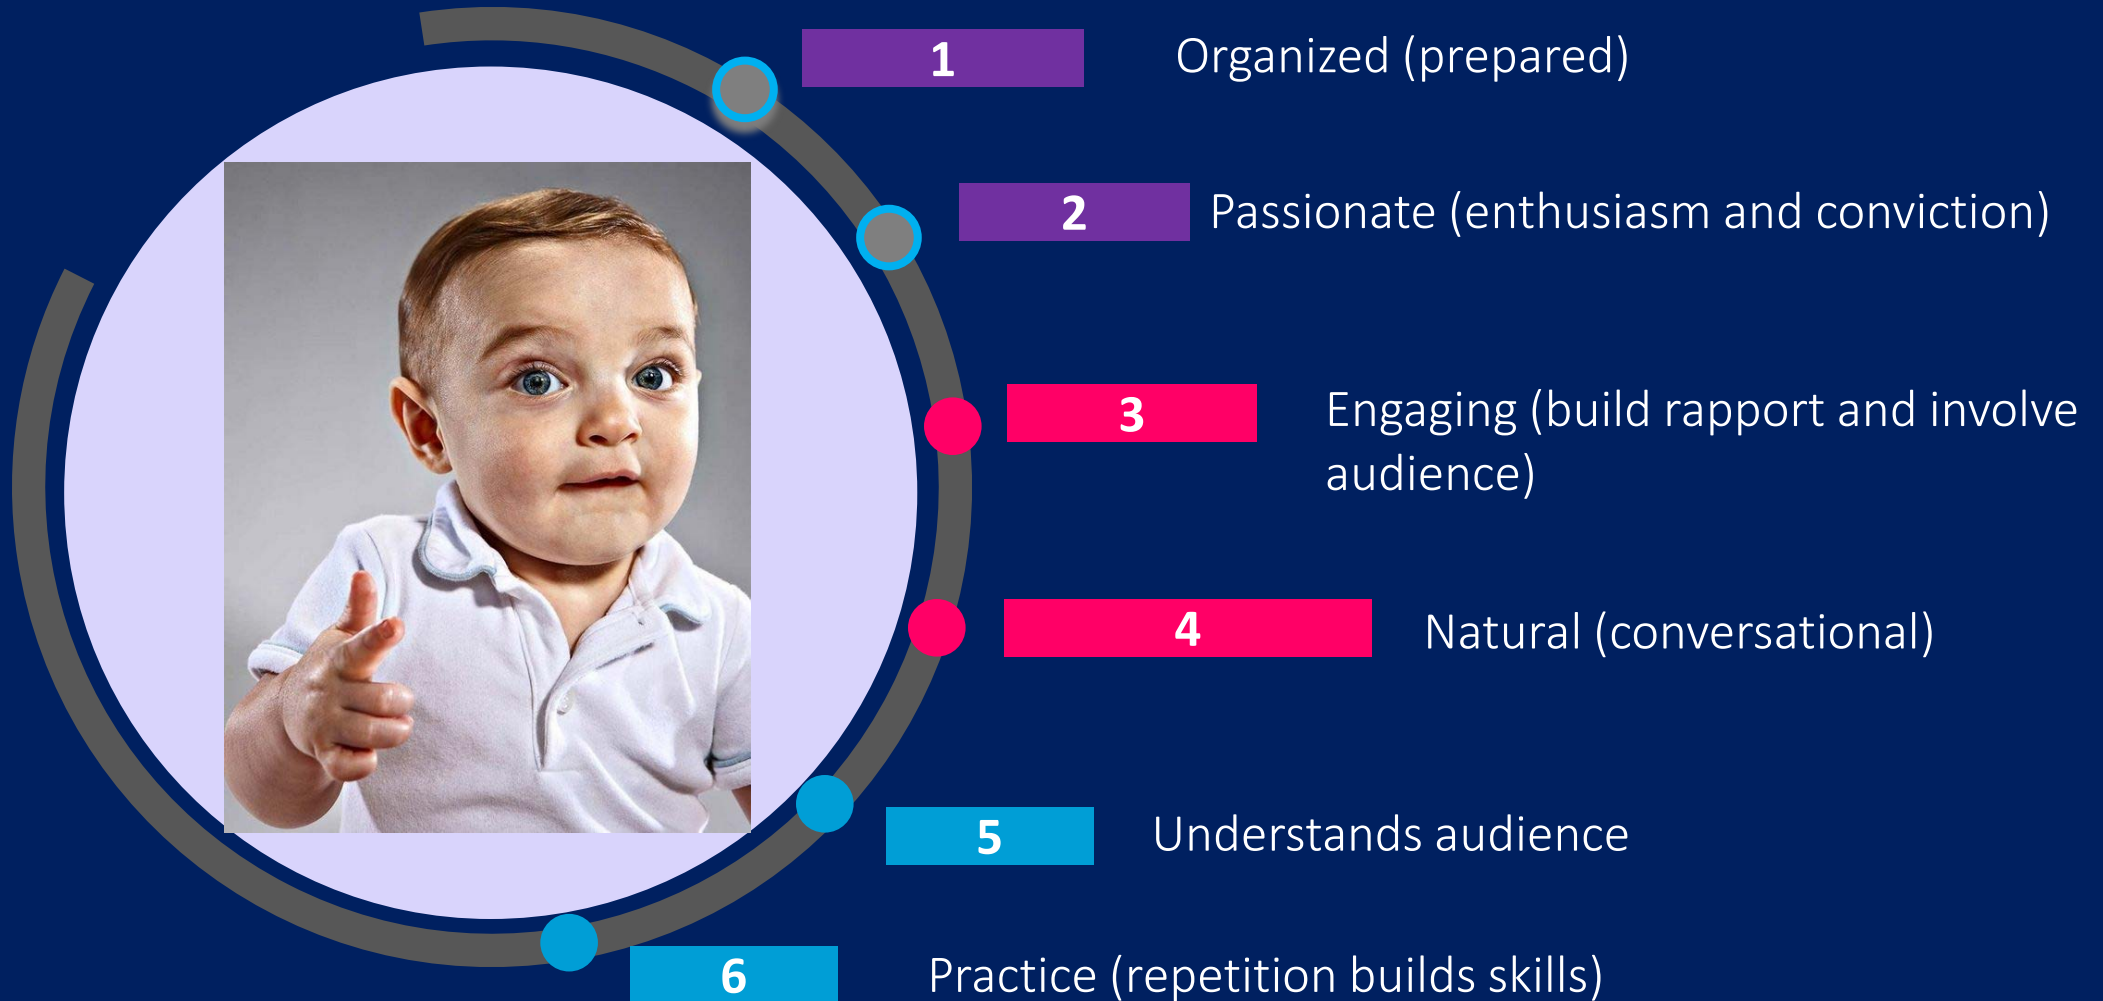 1
Organized (prepared)
2
Passionate (enthusiasm and conviction)
3
Engaging (build rapport and involve
audience)
4
Natural (conversational)
5
Understands audience
6
Practice (repetition builds skills)